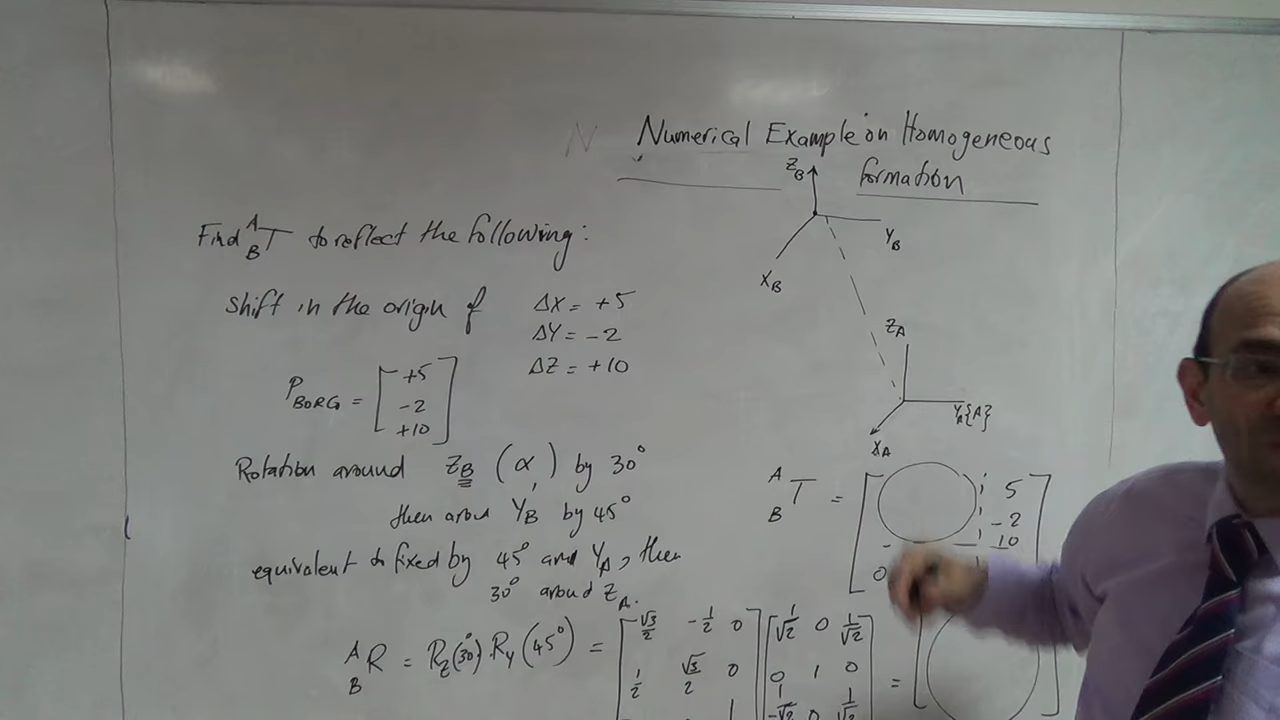 Numerical Example on Homogeneous
formation
Find ᴬ_B T to reflect the following:
shift in the origin of
ΔX = +5
ΔY = -2
ΔZ = +10
P_BORG = [ +5
-2
+10 ]
Rotation around Z_B (α) by 30°
then around Y_B by 45°
equivalent to fixed by 45° around Y_A, then
30° around Z_A.
ᴬ_B R = R_Z(30°) R_Y(45°) = [ √3/2 -1/2 0 ] [ 1/√2 0 1/√2 ]
[ 1/2 √3/2 0 ] [ 0 1 0 ] =
1 ] [ -1/√2 0 1/√2 ]
Z_B
Y_B
X_B
Z_A
Y_A {A}
X_A
ᴬ_B T = [ 5
-2
10
0